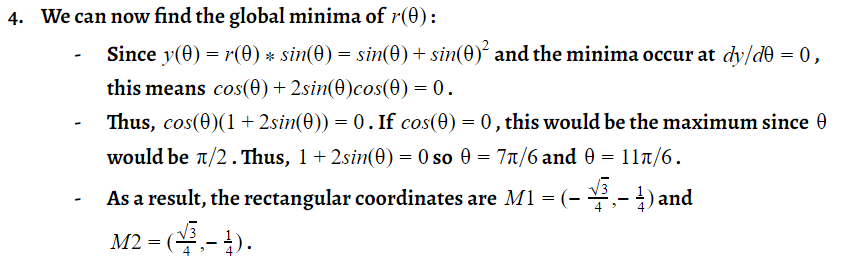 4. We can now find the global minima of r(θ):
- Since y(θ) = r(θ) * sin(θ) = sin(θ) + sin(θ)² and the minima occur at dy/dθ = 0,
this means cos(θ) + 2sin(θ)cos(θ) = 0.
- Thus, cos(θ)(1 + 2sin(θ)) = 0. If cos(θ) = 0, this would be the maximum since θ
would be π/2. Thus, 1 + 2sin(θ) = 0 so θ = 7π/6 and θ = 11π/6.
- As a result, the rectangular coordinates are M1 = (− √3/4, − 1/4) and
M2 = (√3/4, − 1/4).